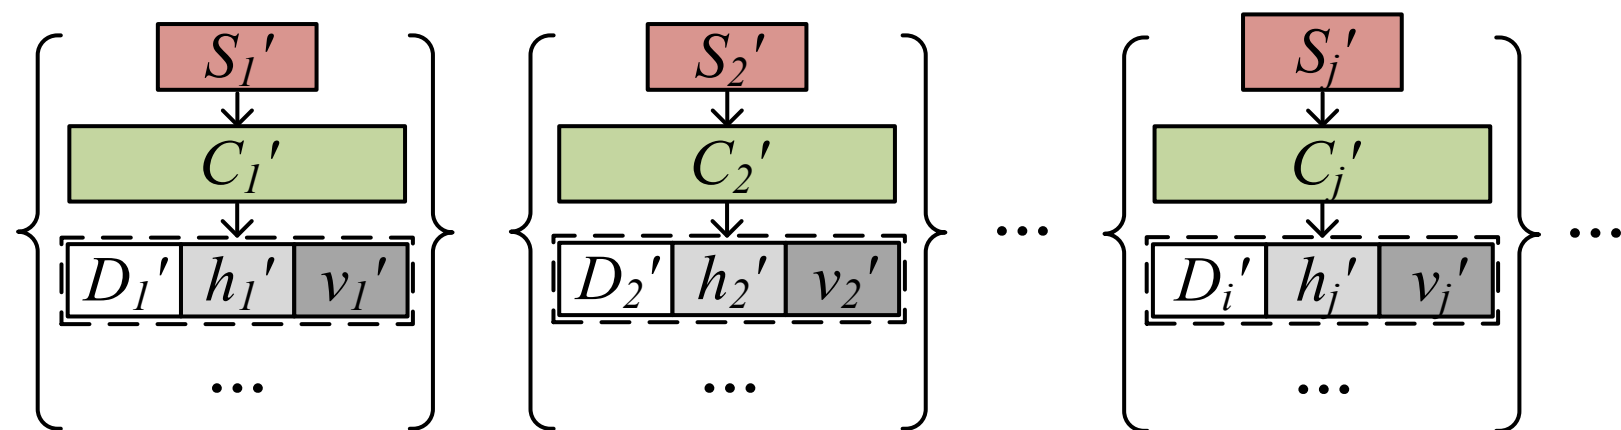 S₁′ S₂′ Sⱼ′
C₁′ C₂′ Cⱼ′
D₁′ h₁′ v₁′ D₂′ h₂′ v₂′ ... Dᵢ′ hⱼ′ vⱼ′ ...
... ... ...